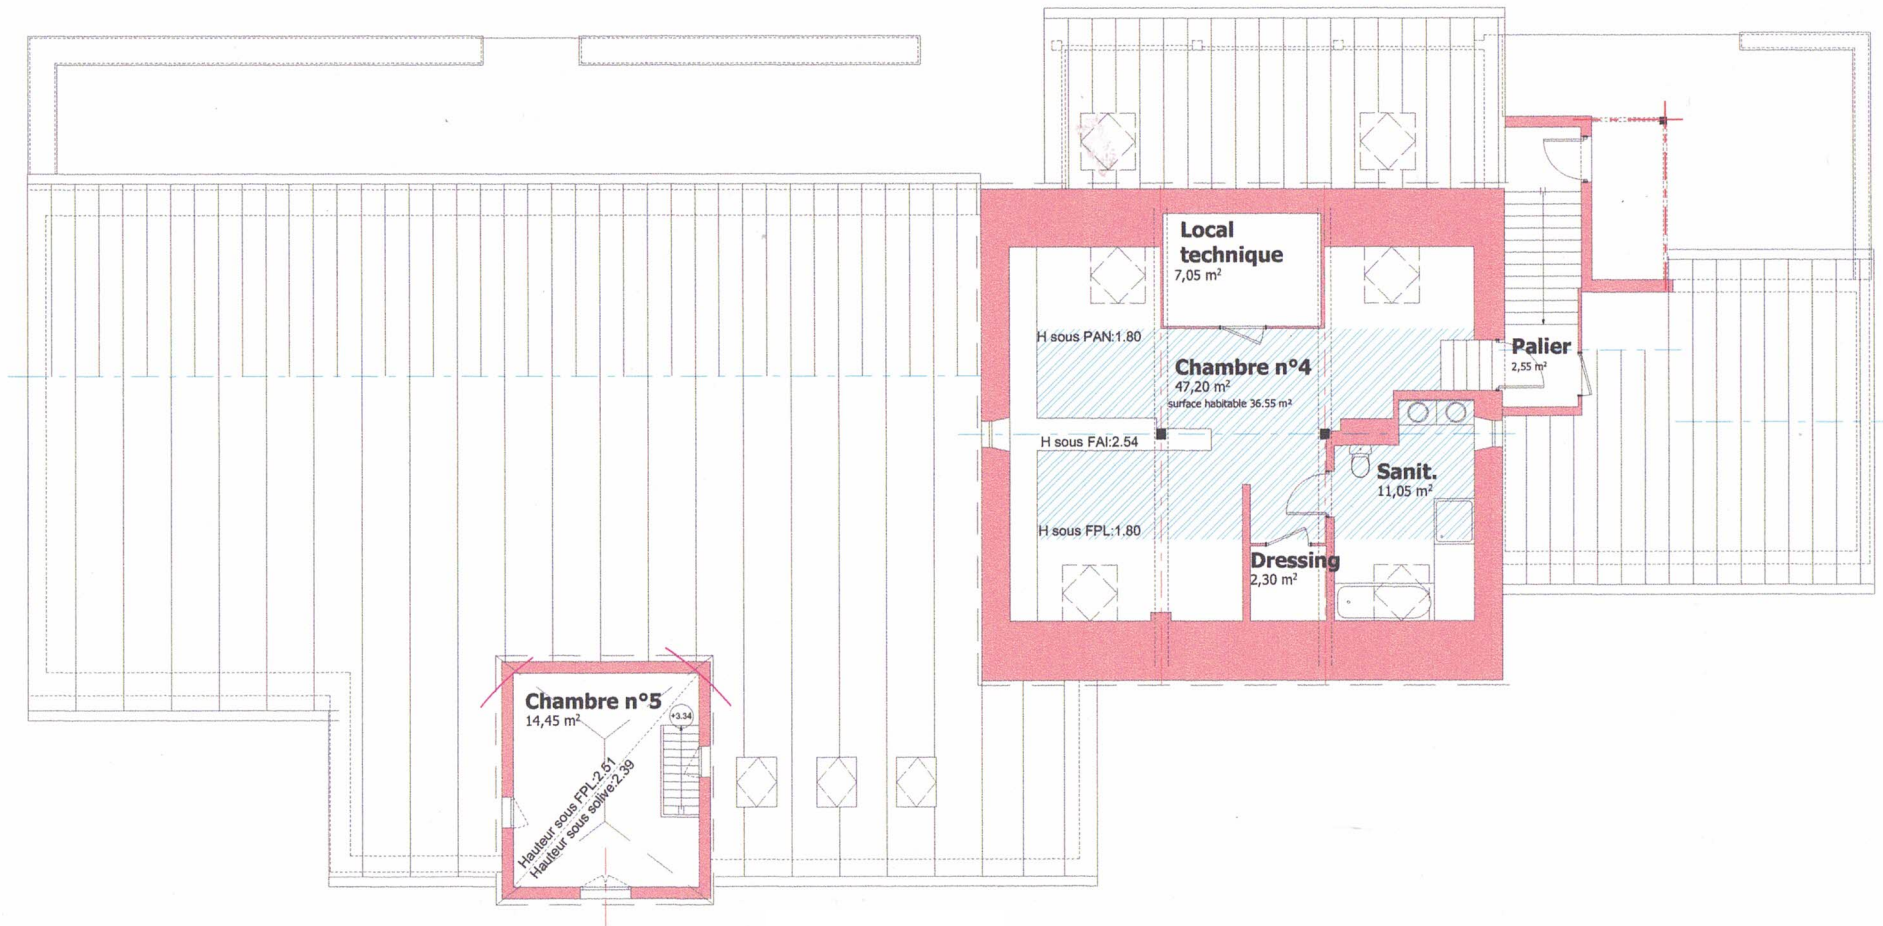 Local
technique
7,05 m²
H sous PAN:1.80
Chambre n°4
47,20 m²
surface habitable 36.55 m²
Palier
2,55 m²
H sous FAI:2.54
Sanit.
11,05 m²
H sous FPL:1.80
Dressing
2,30 m²
Chambre n°5
14,45 m²
+3.34
Hauteur sous FPL:2.51
Hauteur sous solive:2.39